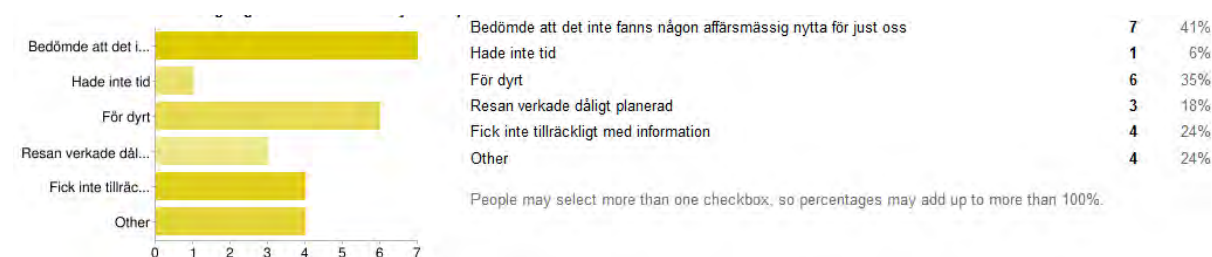 Bedömde att det i...
Hade inte tid
För dyrt
Resan verkade dål...
Fick inte tillräc...
Other
0 1 2 3 4 5 6 7
Bedömde att det inte fanns någon affärsmässig nytta för just oss 7 41%
Hade inte tid 1 6%
För dyrt 6 35%
Resan verkade dåligt planerad 3 18%
Fick inte tillräckligt med information 4 24%
Other 4 24%
People may select more than one checkbox, so percentages may add up to more than 100%.